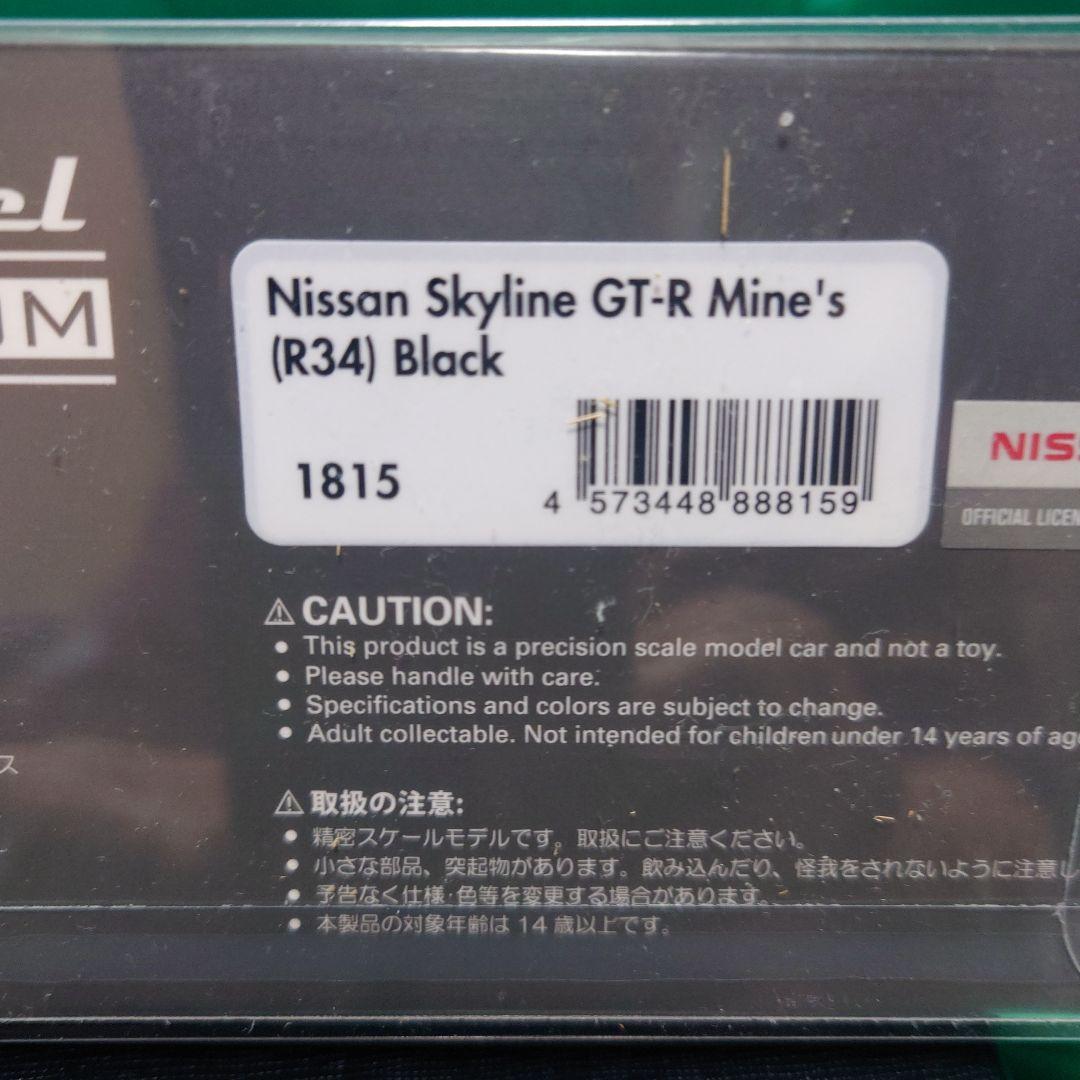 el
UM
Nissan Skyline GT-R Mine's
(R34) Black
1815
4 573448 888159
NIS
OFFICIAL LICEN
⚠ CAUTION:
● This product is a precision scale model car and not a toy.
● Please handle with care.
● Specifications and colors are subject to change.
● Adult collectable. Not intended for children under 14 years of ag
ス
⚠ 取扱の注意:
● 精密スケールモデルです。取扱にご注意ください。
● 小さな部品、突起物があります。飲み込んだり、怪我をされないように注意し
● 予告なく仕様・色等を変更する場合があります。
● 本製品の対象年齢は 14 歳以上です。